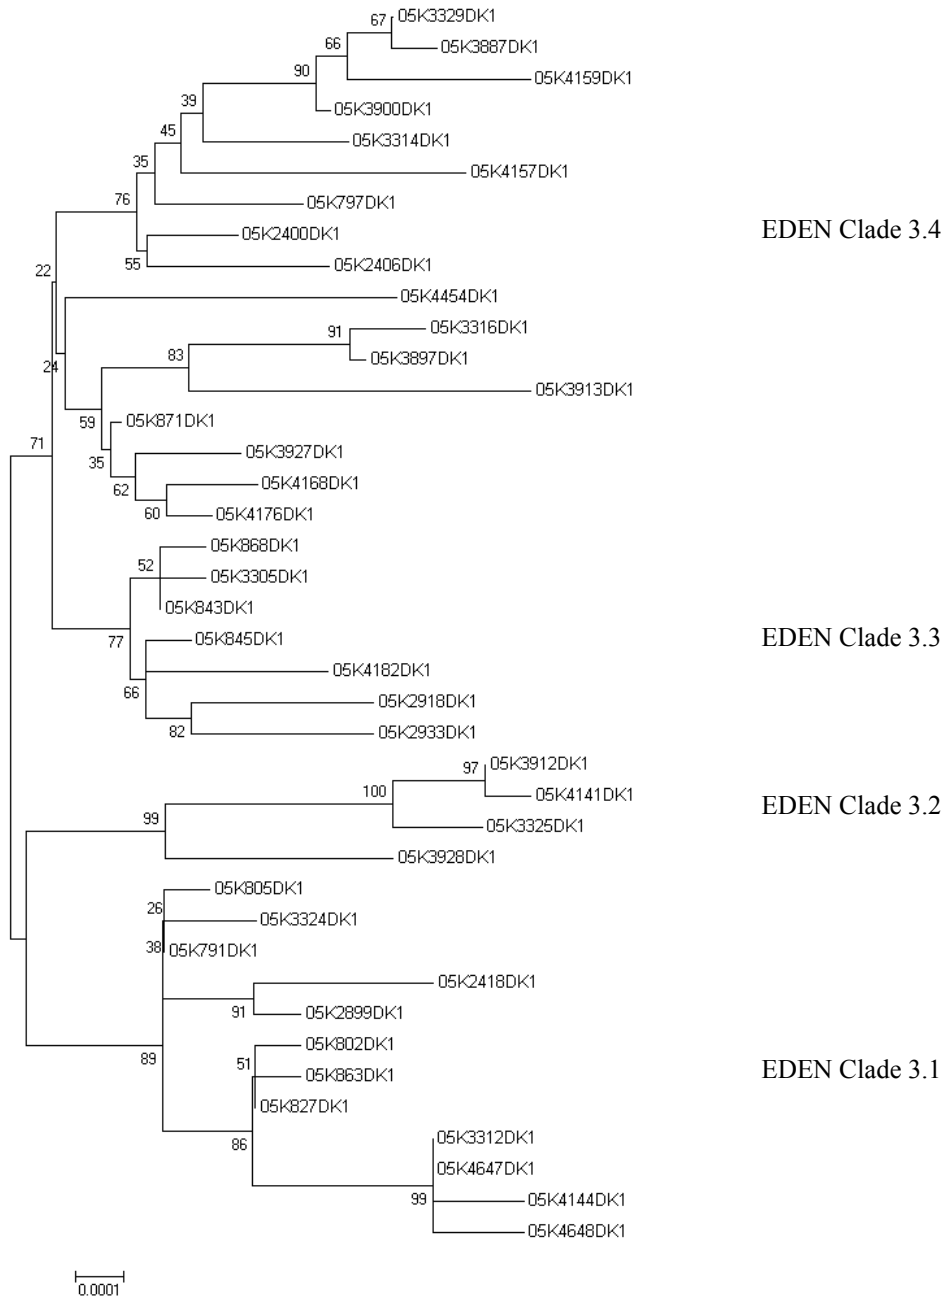 67
05K3329DK1
66
05K3887DK1
90
05K4159DK1
39
05K3900DK1
45
05K3314DK1
35
05K4157DK1
76
05K797DK1
05K2400DK1
EDEN Clade 3.4
55
05K2406DK1
22
05K4454DK1
91
05K3316DK1
83
05K3897DK1
24
05K3913DK1
59
05K871DK1
71
05K3927DK1
35
05K4168DK1
62
60
05K4176DK1
05K868DK1
52
05K3305DK1
05K843DK1
77
05K845DK1
EDEN Clade 3.3
05K4182DK1
66
05K2918DK1
82
05K2933DK1
97
05K3912DK1
100
05K4141DK1
EDEN Clade 3.2
99
05K3325DK1
05K3928DK1
05K805DK1
26
05K3324DK1
38
05K791DK1
05K2418DK1
91
05K2899DK1
05K802DK1
89
51
05K863DK1
EDEN Clade 3.1
05K827DK1
86
05K3312DK1
05K4647DK1
99
05K4144DK1
05K4648DK1
0.0001